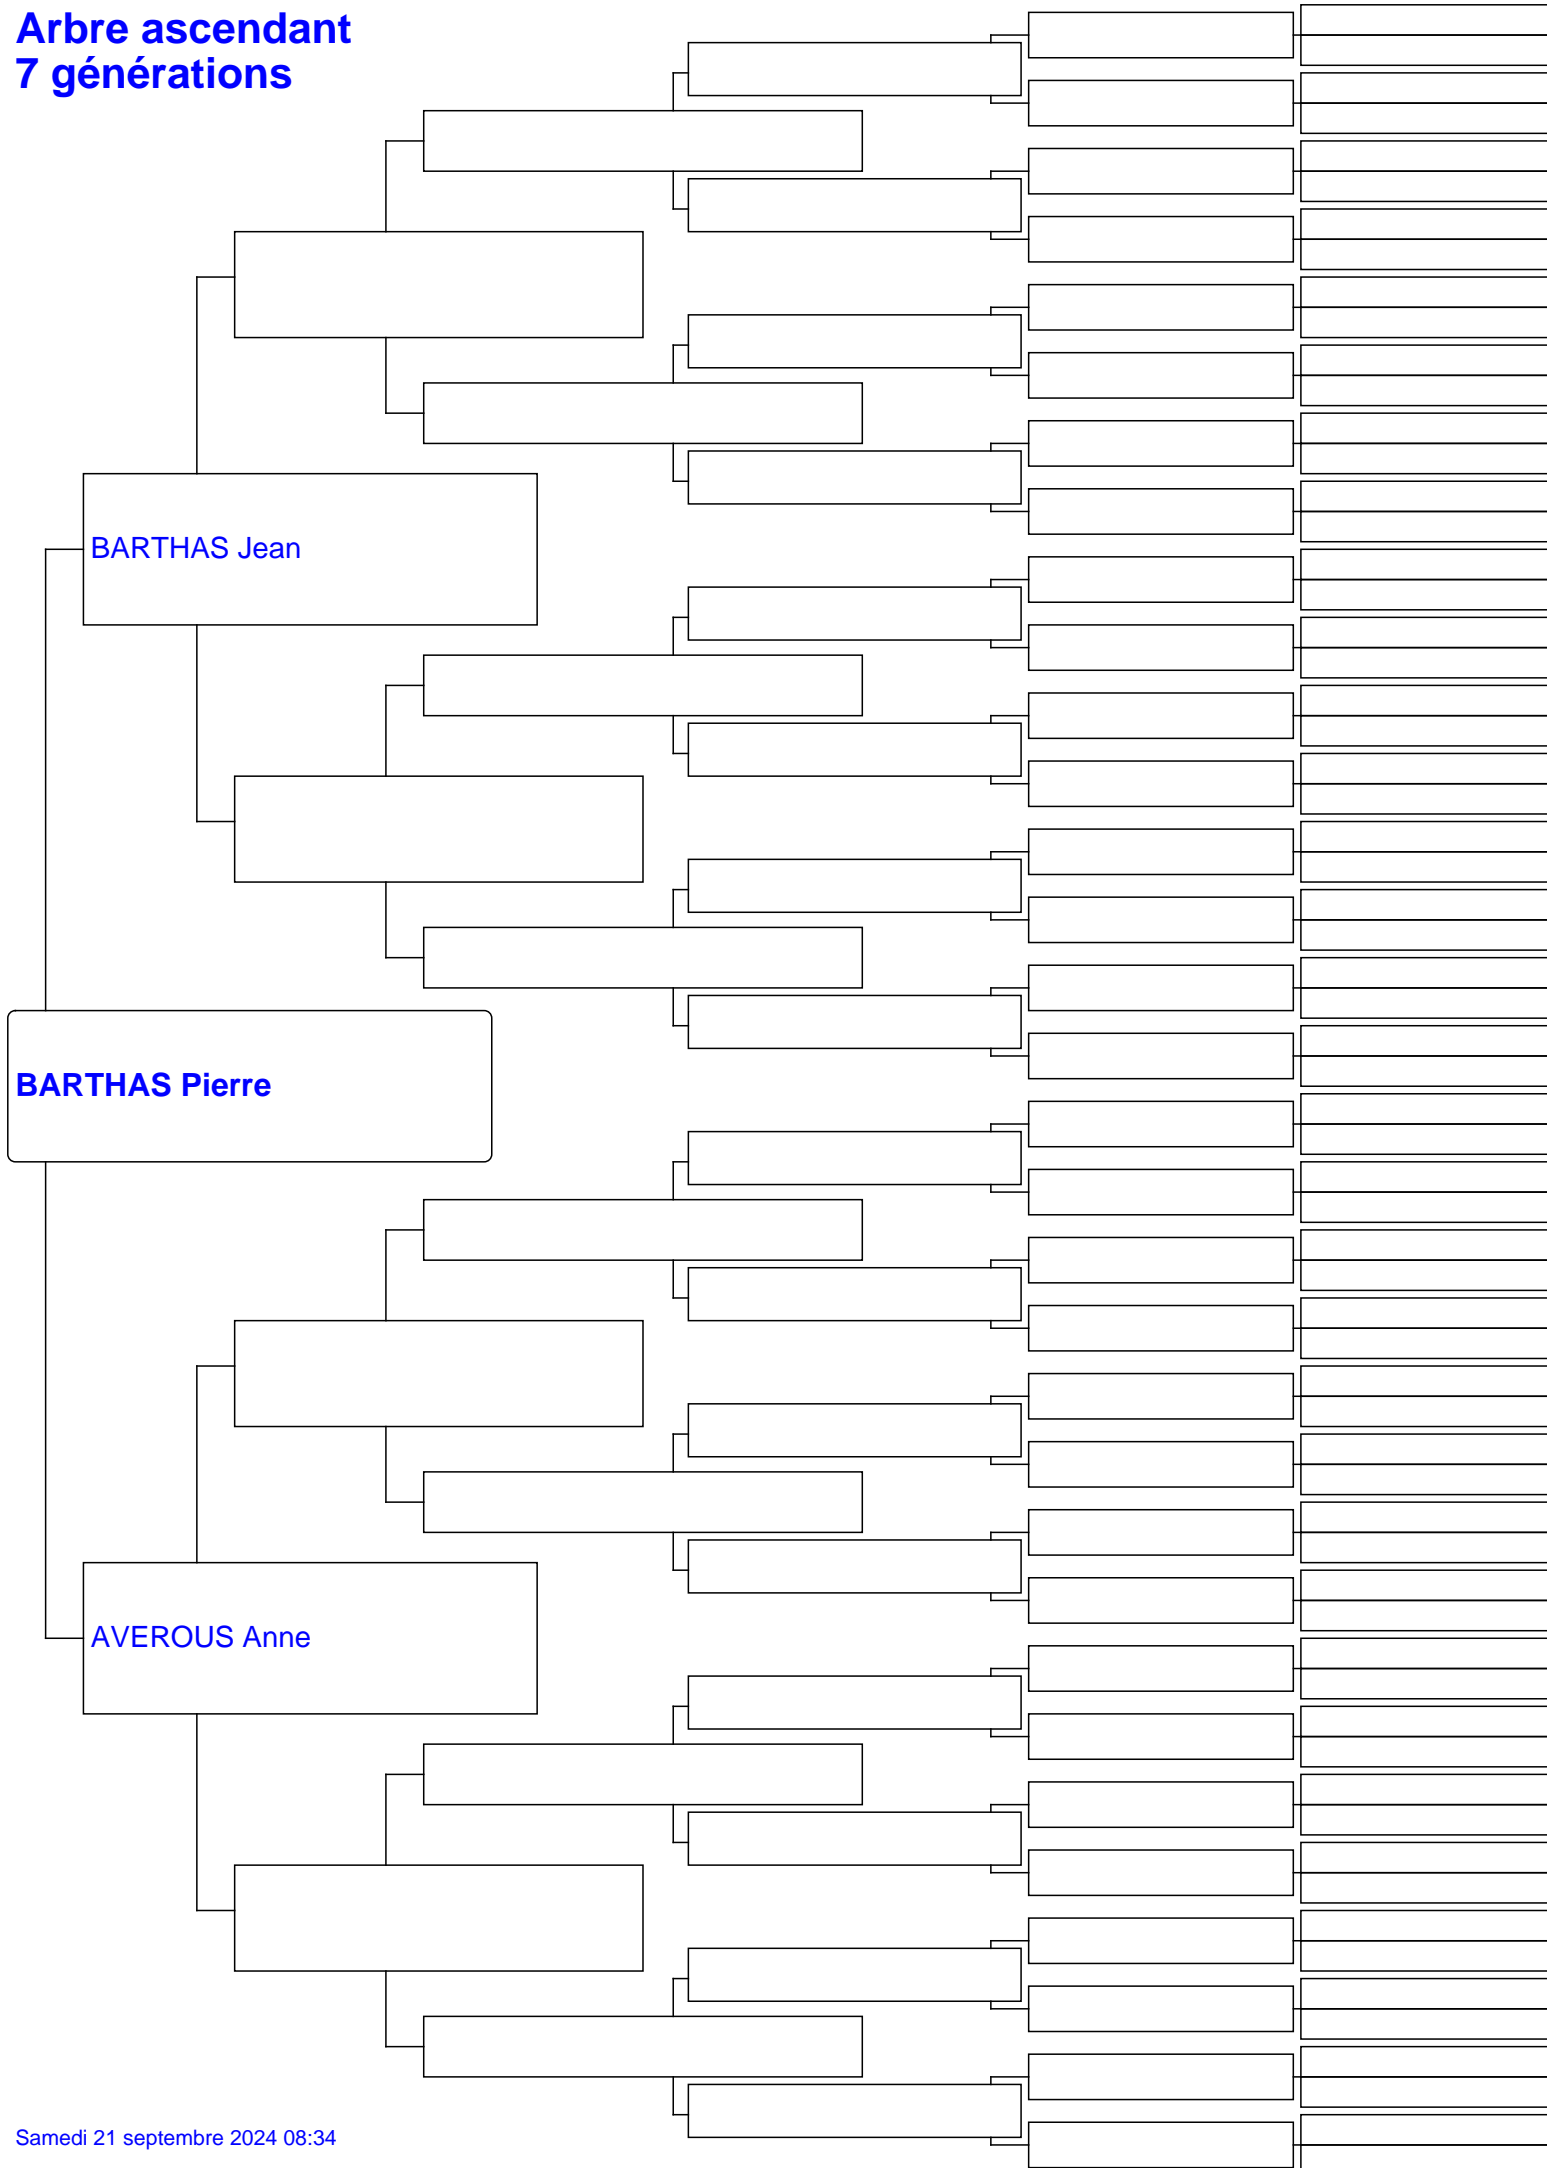 Arbre ascendant
7 générations
BARTHAS Jean
BARTHAS Pierre
AVEROUS Anne
Samedi 21 septembre 2024 08:34